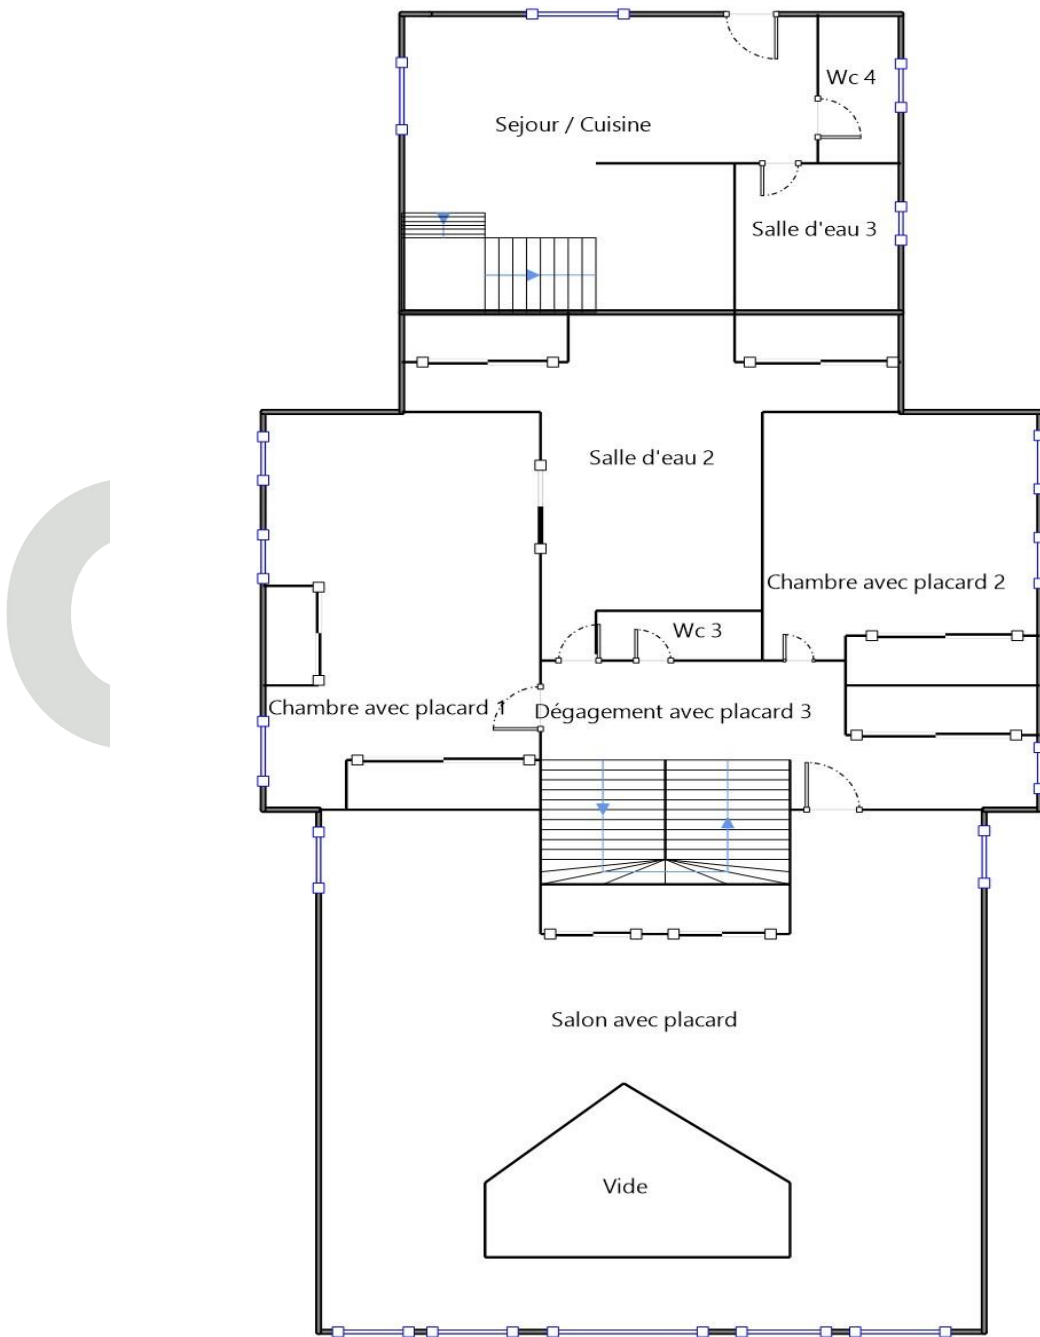 Wc 4
Sejour / Cuisine
Salle d'eau 3
Salle d'eau 2
Chambre avec placard 2
Wc 3
Chambre avec placard 1
Dégagement avec placard 3
Salon avec placard
Vide